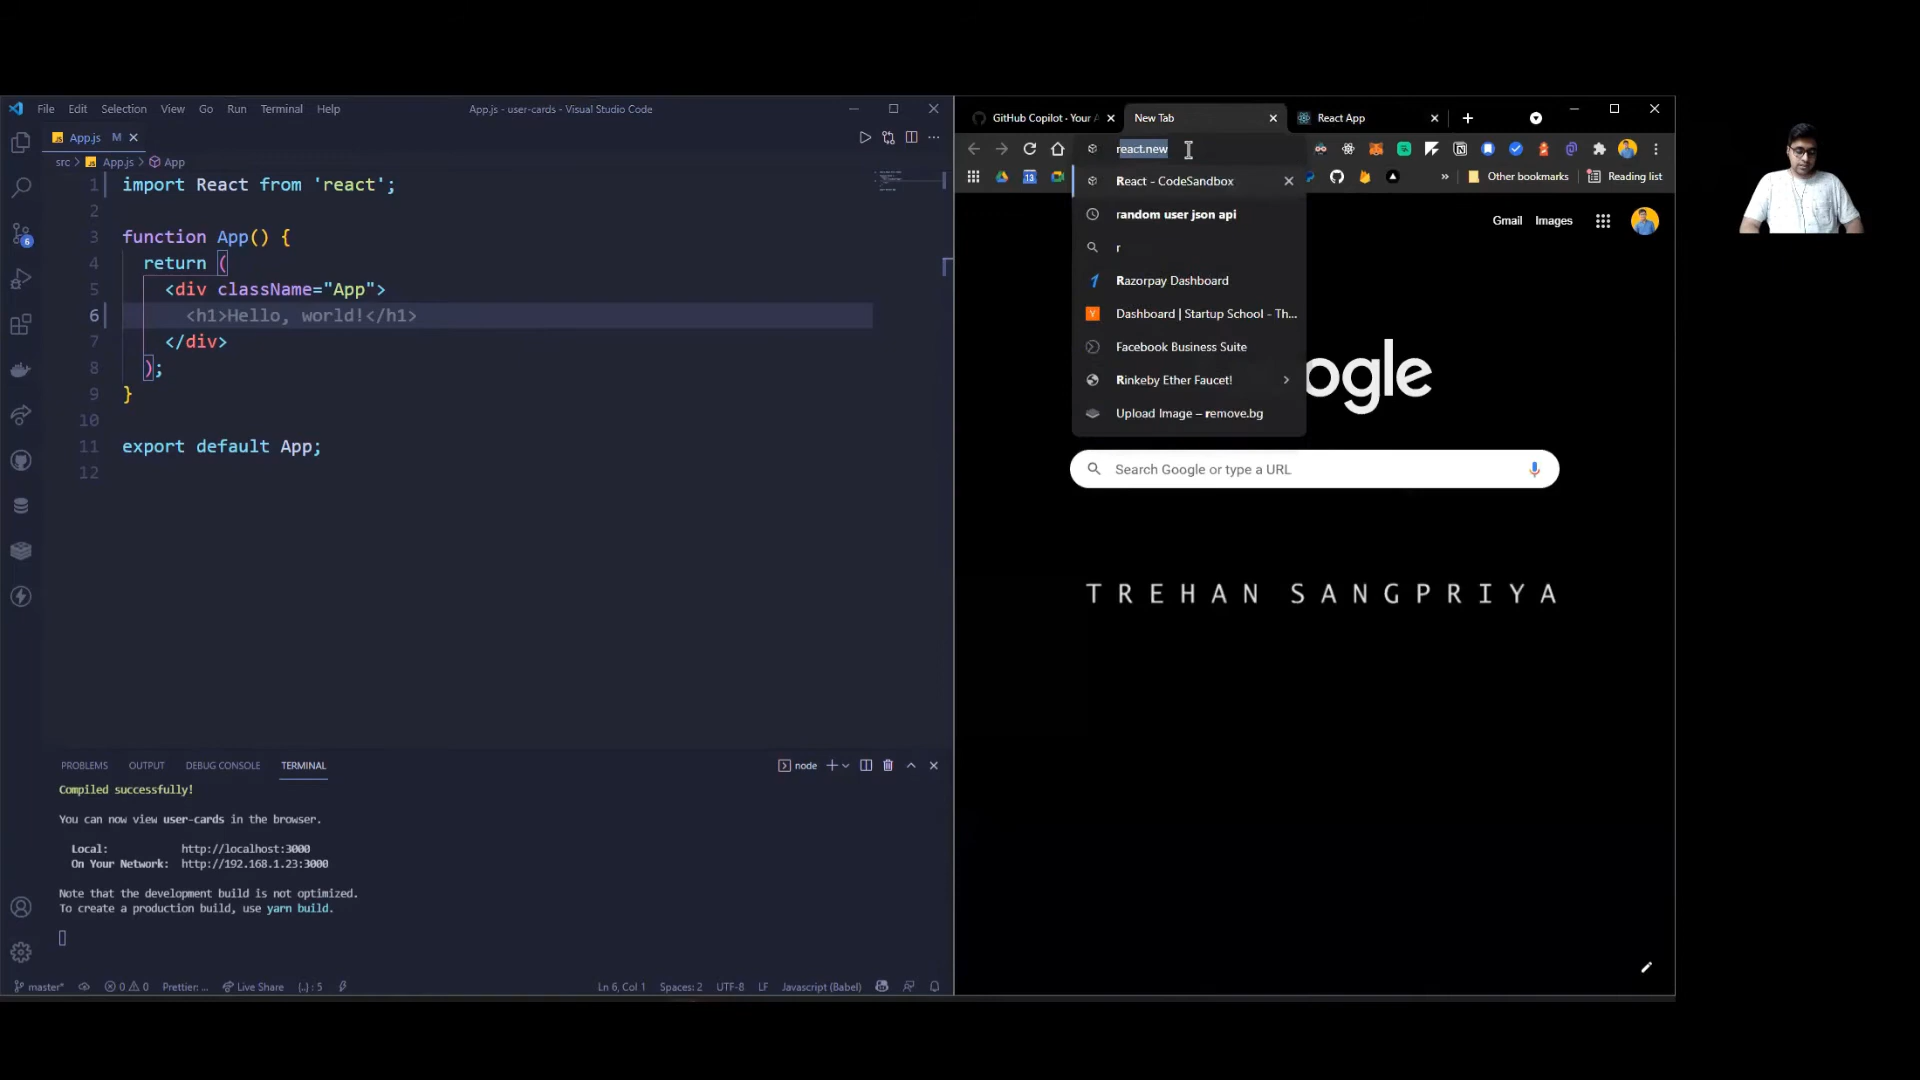 File Edit Selection View Go Run Terminal Help
App.js - user-cards - Visual Studio Code
App.js M
src > App.js > App
1 import React from 'react';
2
3 function App() {
4 return (
5 <div className="App">
6 <h1>Hello, world!</h1>
7 </div>
8 );
9 }
10
11 export default App;
12
PROBLEMS OUTPUT DEBUG CONSOLE TERMINAL
node
Compiled successfully!
You can now view user-cards in the browser.
Local: http://localhost:3000
On Your Network: http://192.168.1.23:3000
Note that the development build is not optimized.
To create a production build, use yarn build.
6
master* 0 0 Prettier: ... Live Share {..} : 5
Ln 6, Col 1 Spaces: 2 UTF-8 LF Javascript (Babel)
GitHub Copilot · Your New Tab React App
react.new
React - CodeSandbox
random user json api
r
Razorpay Dashboard
Dashboard | Startup School - Th...
Facebook Business Suite
Rinkeby Ether Faucet!
Upload Image – remove.bg
13
Other bookmarks Reading list
Gmail Images
ogle
Search Google or type a URL
TREHAN SANGPRIYA